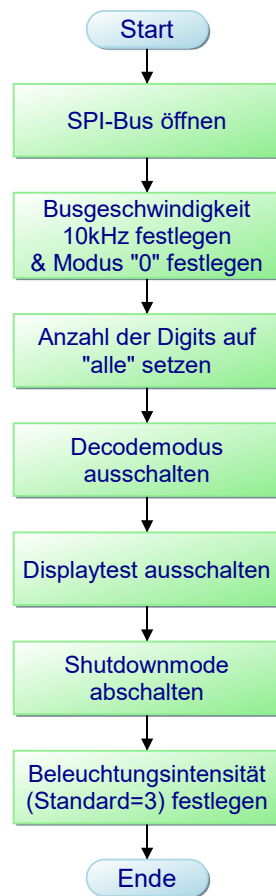 Start
SPI-Bus öffnen
Busgeschwindigkeit
10kHz festlegen
& Modus "0" festlegen
Anzahl der Digits auf
"alle" setzen
Decodemodus
ausschalten
Displaytest ausschalten
Shutdownmode
abschalten
Beleuchtungsintensität
(Standard=3) festlegen
Ende